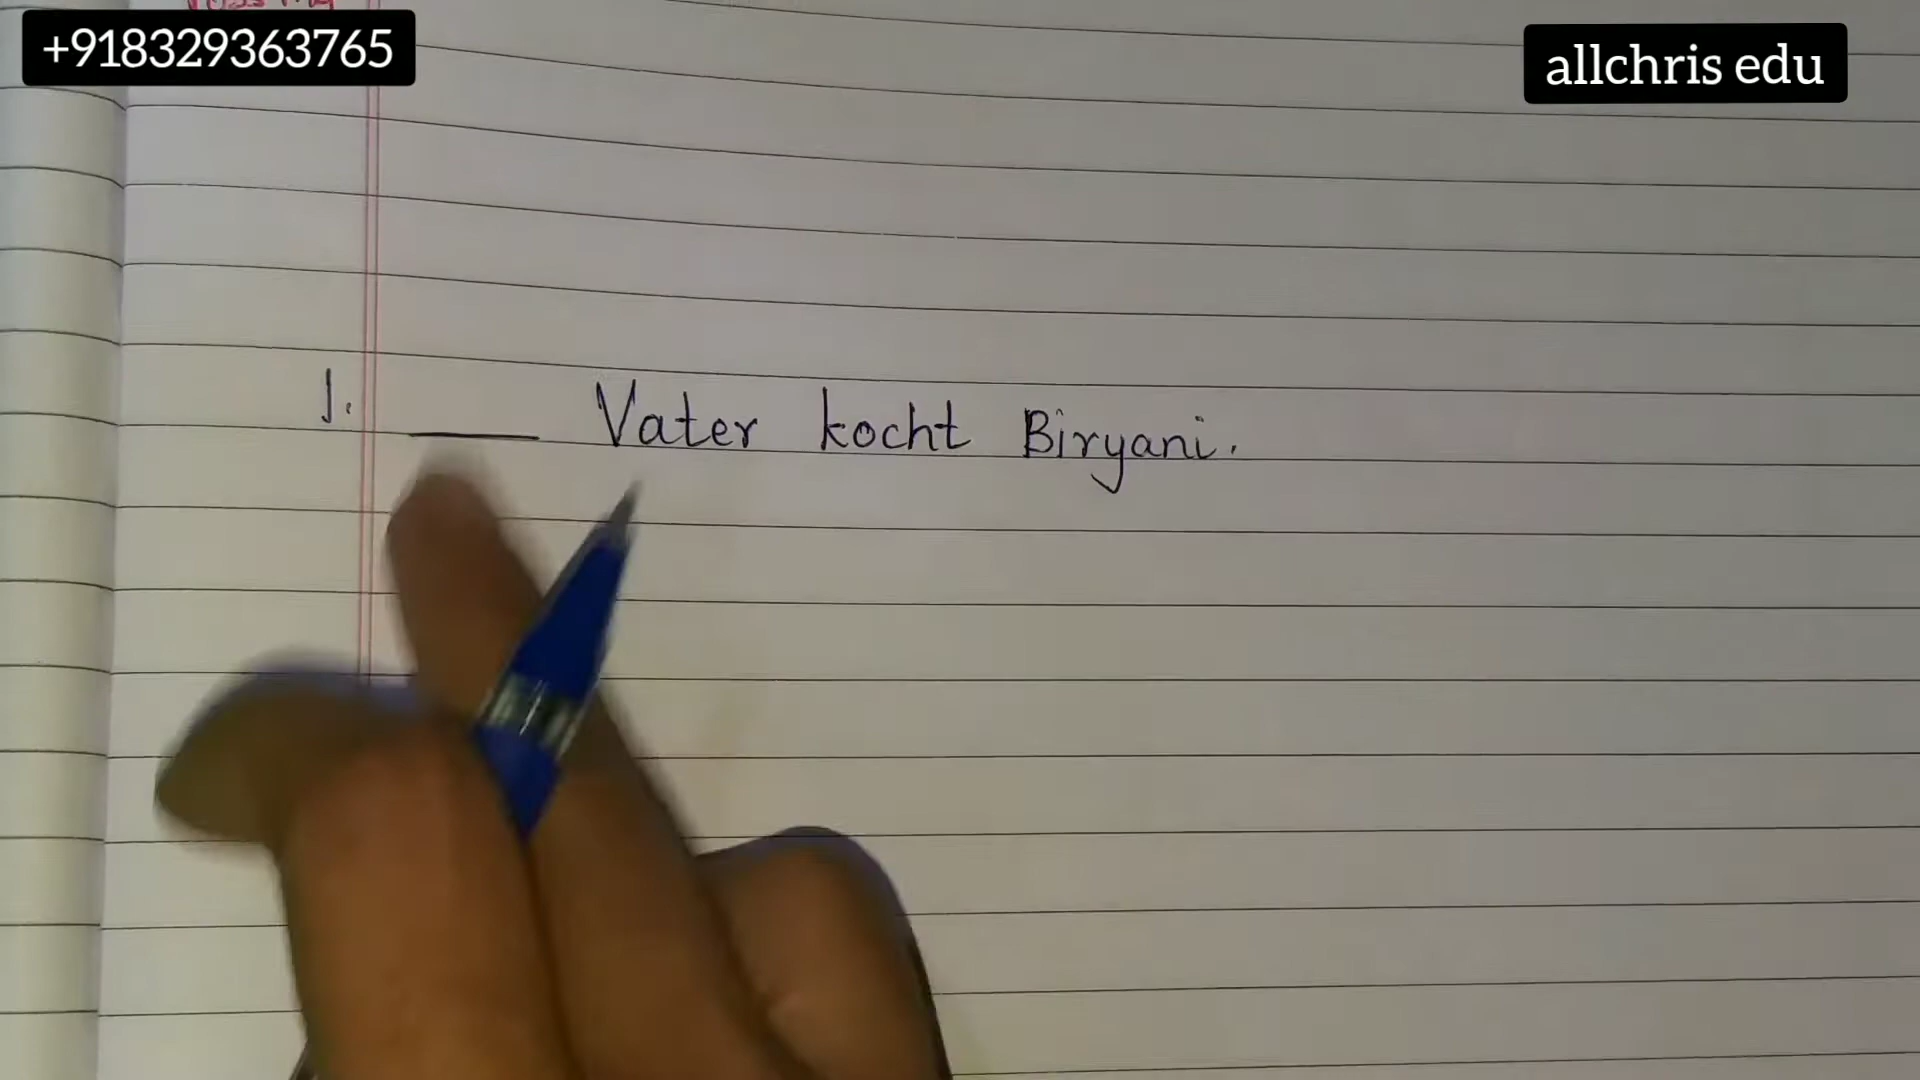 +918329363765
allchris edu
1. ____ Vater kocht Biryani.